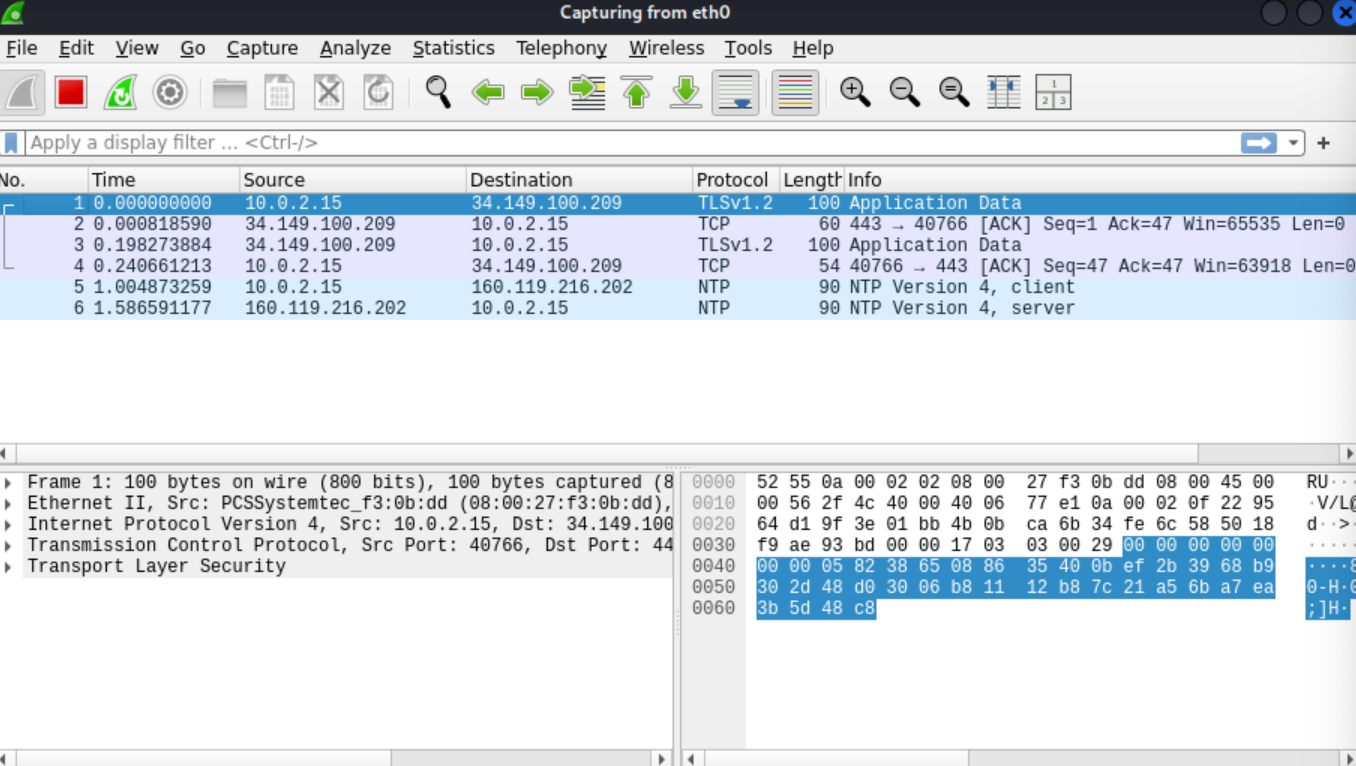 Capturing from eth0
File Edit View Go Capture Analyze Statistics Telephony Wireless Tools Help
Apply a display filter … <Ctrl-/>
No. Time Source Destination Protocol Length Info
1 0.000000000 10.0.2.15 34.149.100.209 TLSv1.2 100 Application Data
2 0.000818590 34.149.100.209 10.0.2.15 TCP 60 443 → 40766 [ACK] Seq=1 Ack=47 Win=65535 Len=0
3 0.198273884 34.149.100.209 10.0.2.15 TLSv1.2 100 Application Data
4 0.240661213 10.0.2.15 34.149.100.209 TCP 54 40766 → 443 [ACK] Seq=47 Ack=47 Win=63918 Len=0
5 1.004873259 10.0.2.15 160.119.216.202 NTP 90 NTP Version 4, client
6 1.586591177 160.119.216.202 10.0.2.15 NTP 90 NTP Version 4, server
Frame 1: 100 bytes on wire (800 bits), 100 bytes captured (8
Ethernet II, Src: PCSSystemtec_f3:0b:dd (08:00:27:f3:0b:dd),
Internet Protocol Version 4, Src: 10.0.2.15, Dst: 34.149.100
Transmission Control Protocol, Src Port: 40766, Dst Port: 44
Transport Layer Security
0000 52 55 0a 00 02 02 08 00 27 f3 0b dd 08 00 45 00 RU···
0010 00 56 2f 4c 40 00 40 06 77 e1 0a 00 02 0f 22 95 ·V/L@
0020 64 d1 9f 3e 01 bb 4b 0b ca 6b 34 fe 6c 58 50 18 d··>·
0030 f9 ae 93 bd 00 00 17 03 03 00 29 00 00 00 00 00 ·····
0040 00 00 05 82 38 65 08 86 35 40 0b ef 2b 39 68 b9 ····8
0050 30 2d 48 d0 30 06 b8 11 12 b8 7c 21 a5 6b a7 ea 0-H·0
0060 3b 5d 48 c8 ;]H·